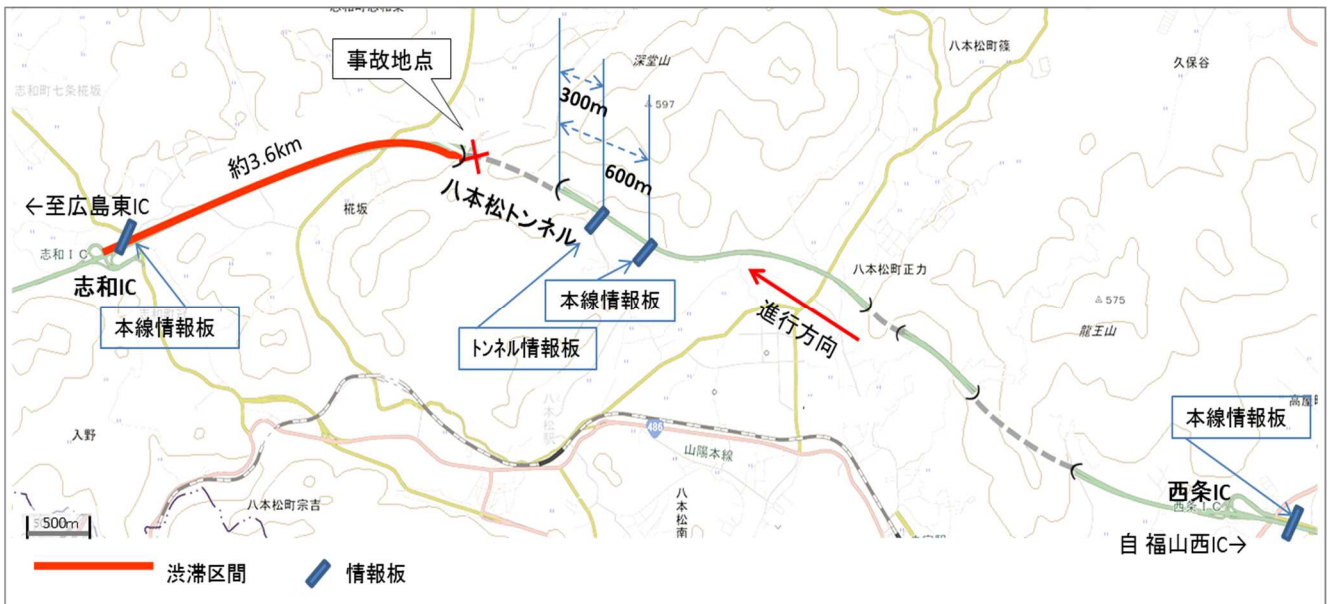 事故地点
深堂山
597
八本松町篠
久保谷
志和町七条椛坂
300m
600m
約3.6km
←至広島東IC
椛坂
八本松トンネル
志和IC
志和IC
本線情報板
本線情報板
トンネル情報板
八本松町正力
進行方向
575
龍王山
本線情報板
入野
八本松駅
486
山陽本線
八本松町宗吉
八本松南
西条IC
西条IC
自 福山西IC→
500m
渋滞区間
情報板